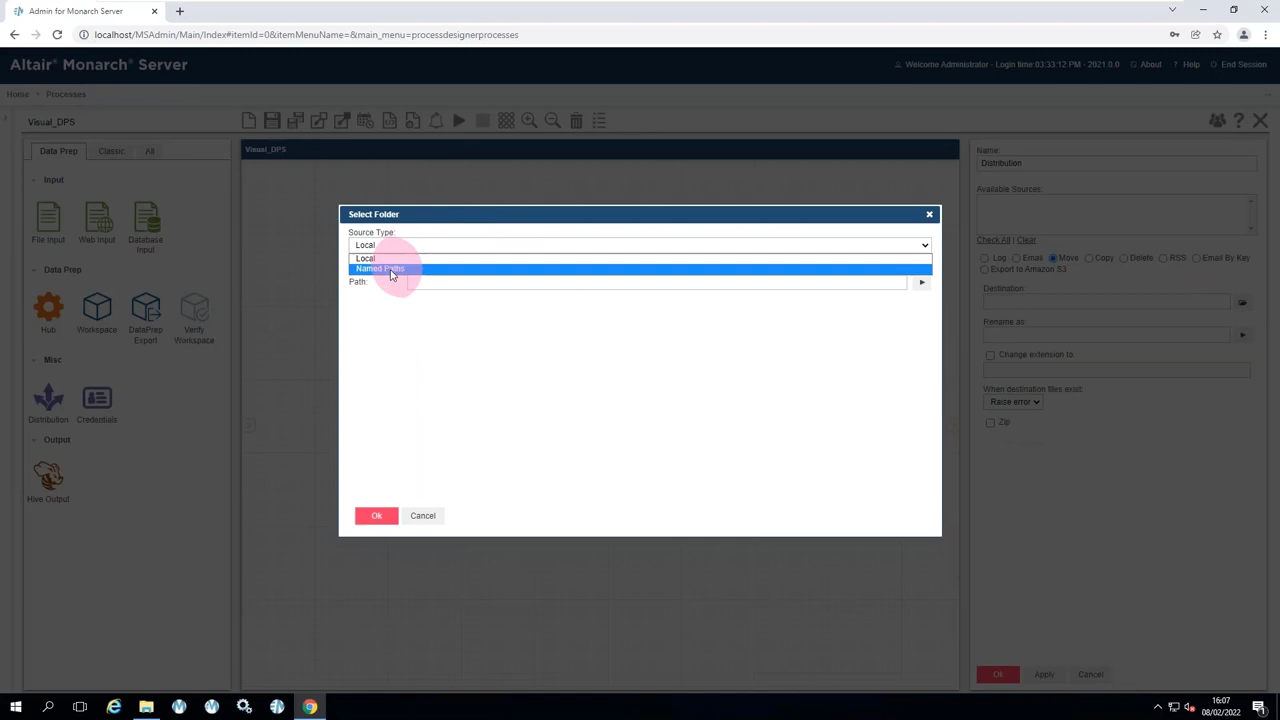 Admin for Monarch Server
localhost/MSAdmin/Main/Index#itemId=0&itemMenuName=&main_menu=processdesignerprocesses
Altair® Monarch® Server
Welcome Administrator - Login time:03:33:12 PM - 2021.0.0 About ? Help End Session
Home Processes
Visual_DPS
Data Prep Classic All
Input
File Input Web Input Database Input
Data Prep
Hub Workspace DataPrep Export Verify Workspace
Misc
Distribution Credentials
Output
Hive Output
Visual_DPS
Select Folder
Source Type:
Local
Local
Named Paths
Path:
Ok Cancel
Name:
Distribution
Available Sources:
Check All | Clear
Log Email Move Copy Delete RSS Email By Key
Export to Amazon S3
Destination:
Rename as
Change extension to:
When destination files exist:
Raise error
Zip
Ok Apply Cancel
16:07
08/02/2022